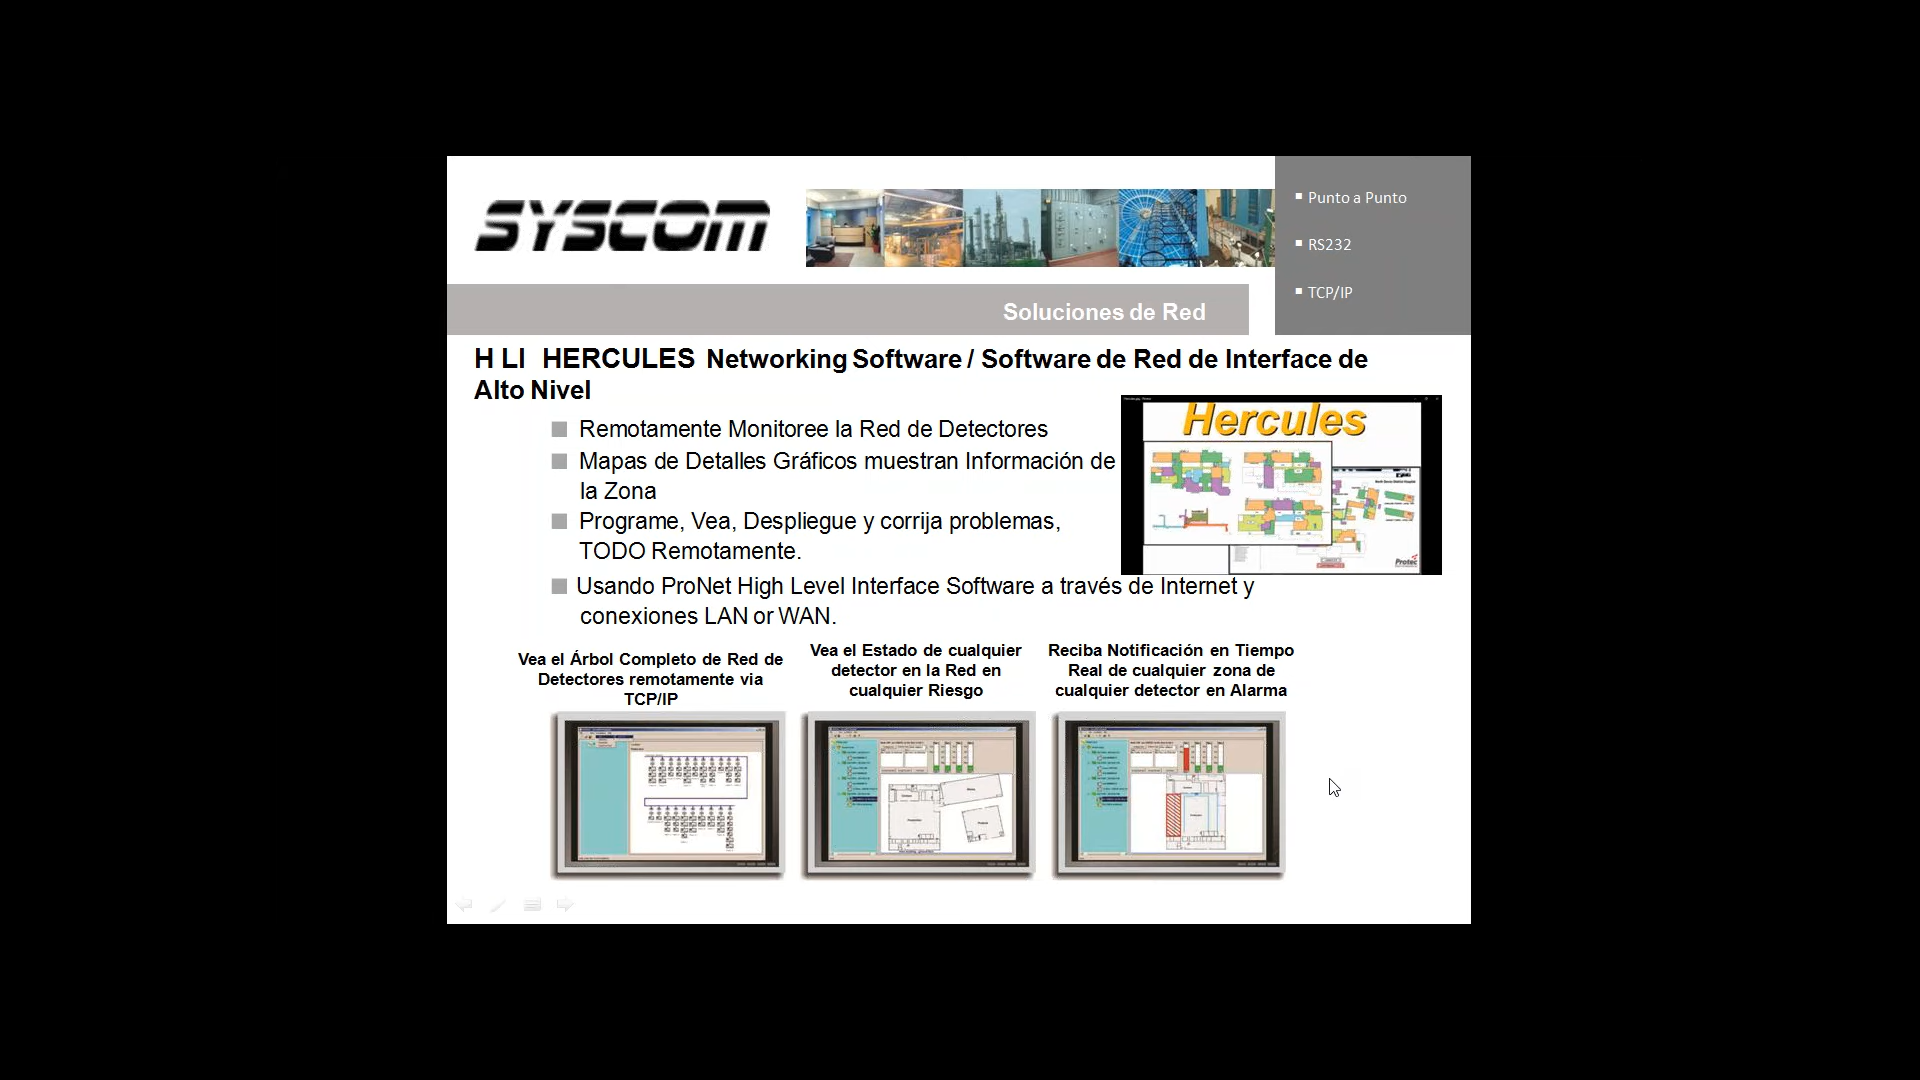 SYSCOM
Punto a Punto
RS232
TCP/IP
Soluciones de Red
H LI HERCULES Networking Software / Software de Red de Interface de
Alto Nivel
Remotamente Monitoree la Red de Detectores
Mapas de Detalles Gráficos muestran Información de
la Zona
Programe, Vea, Despliegue y corrija problemas,
TODO Remotamente.
Usando ProNet High Level Interface Software a través de Internet y
conexiones LAN or WAN.
Hercules
Protec
Vea el Árbol Completo de Red de
Detectores remotamente via
TCP/IP
Vea el Estado de cualquier
detector en la Red en
cualquier Riesgo
Reciba Notificación en Tiempo
Real de cualquier zona de
cualquier detector en Alarma